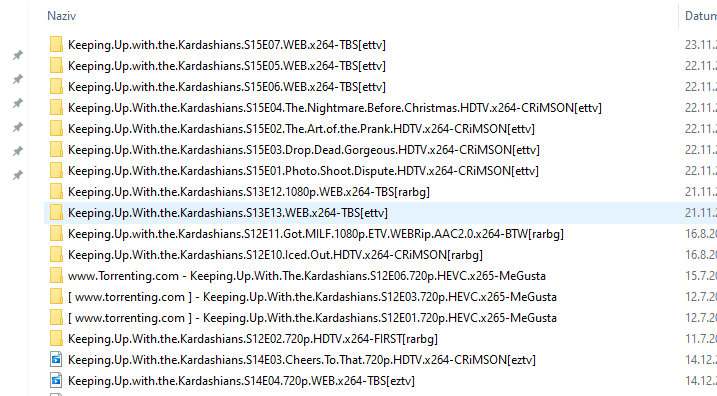 Naziv Datum
Keeping.Up.with.the.Kardashians.S15E07.WEB.x264-TBS[ettv] 23.11.2
Keeping.Up.with.the.Kardashians.S15E05.WEB.x264-TBS[ettv] 22.11.2
Keeping.Up.with.the.Kardashians.S15E06.WEB.x264-TBS[ettv] 22.11.2
Keeping.Up.With.the.Kardashians.S15E04.The.Nightmare.Before.Christmas.HDTV.x264-CRiMSON[ettv] 22.11.2
Keeping.Up.With.the.Kardashians.S15E02.The.Art.of.the.Prank.HDTV.x264-CRiMSON[ettv] 22.11.2
Keeping.Up.With.the.Kardashians.S15E03.Drop.Dead.Gorgeous.HDTV.x264-CRiMSON[ettv] 22.11.2
Keeping.Up.With.the.Kardashians.S15E01.Photo.Shoot.Dispute.HDTV.x264-CRiMSON[ettv] 22.11.2
Keeping.Up.With.the.Kardashians.S13E12.1080p.WEB.x264-TBS[rarbg] 21.11.2
Keeping.Up.with.the.Kardashians.S13E13.WEB.x264-TBS[ettv] 21.11.2
Keeping.Up.With.the.Kardashians.S12E11.Got.MILF.1080p.ETV.WEBRip.AAC2.0.x264-BTW[rarbg] 16.8.20
Keeping.Up.With.the.Kardashians.S12E10.Iced.Out.HDTV.x264-CRiMSON[rarbg] 16.8.20
www.Torrenting.com - Keeping.Up.With.The.Kardashians.S12E06.720p.HEVC.x265-MeGusta 15.7.20
[ www.torrenting.com ] - Keeping.Up.With.the.Kardashians.S12E03.720p.HEVC.x265-MeGusta 12.7.20
[ www.torrenting.com ] - Keeping.Up.With.the.Kardashians.S12E01.720p.HEVC.x265-MeGusta 12.7.20
Keeping.Up.With.the.Kardashians.S12E02.720p.HDTV.x264-FIRST[rarbg] 11.7.20
Keeping.Up.With.the.Kardashians.S14E03.Cheers.To.That.720p.HDTV.x264-CRiMSON[eztv] 14.12.2
Keeping.Up.with.the.Kardashians.S14E04.720p.WEB.x264-TBS[eztv] 14.12.2